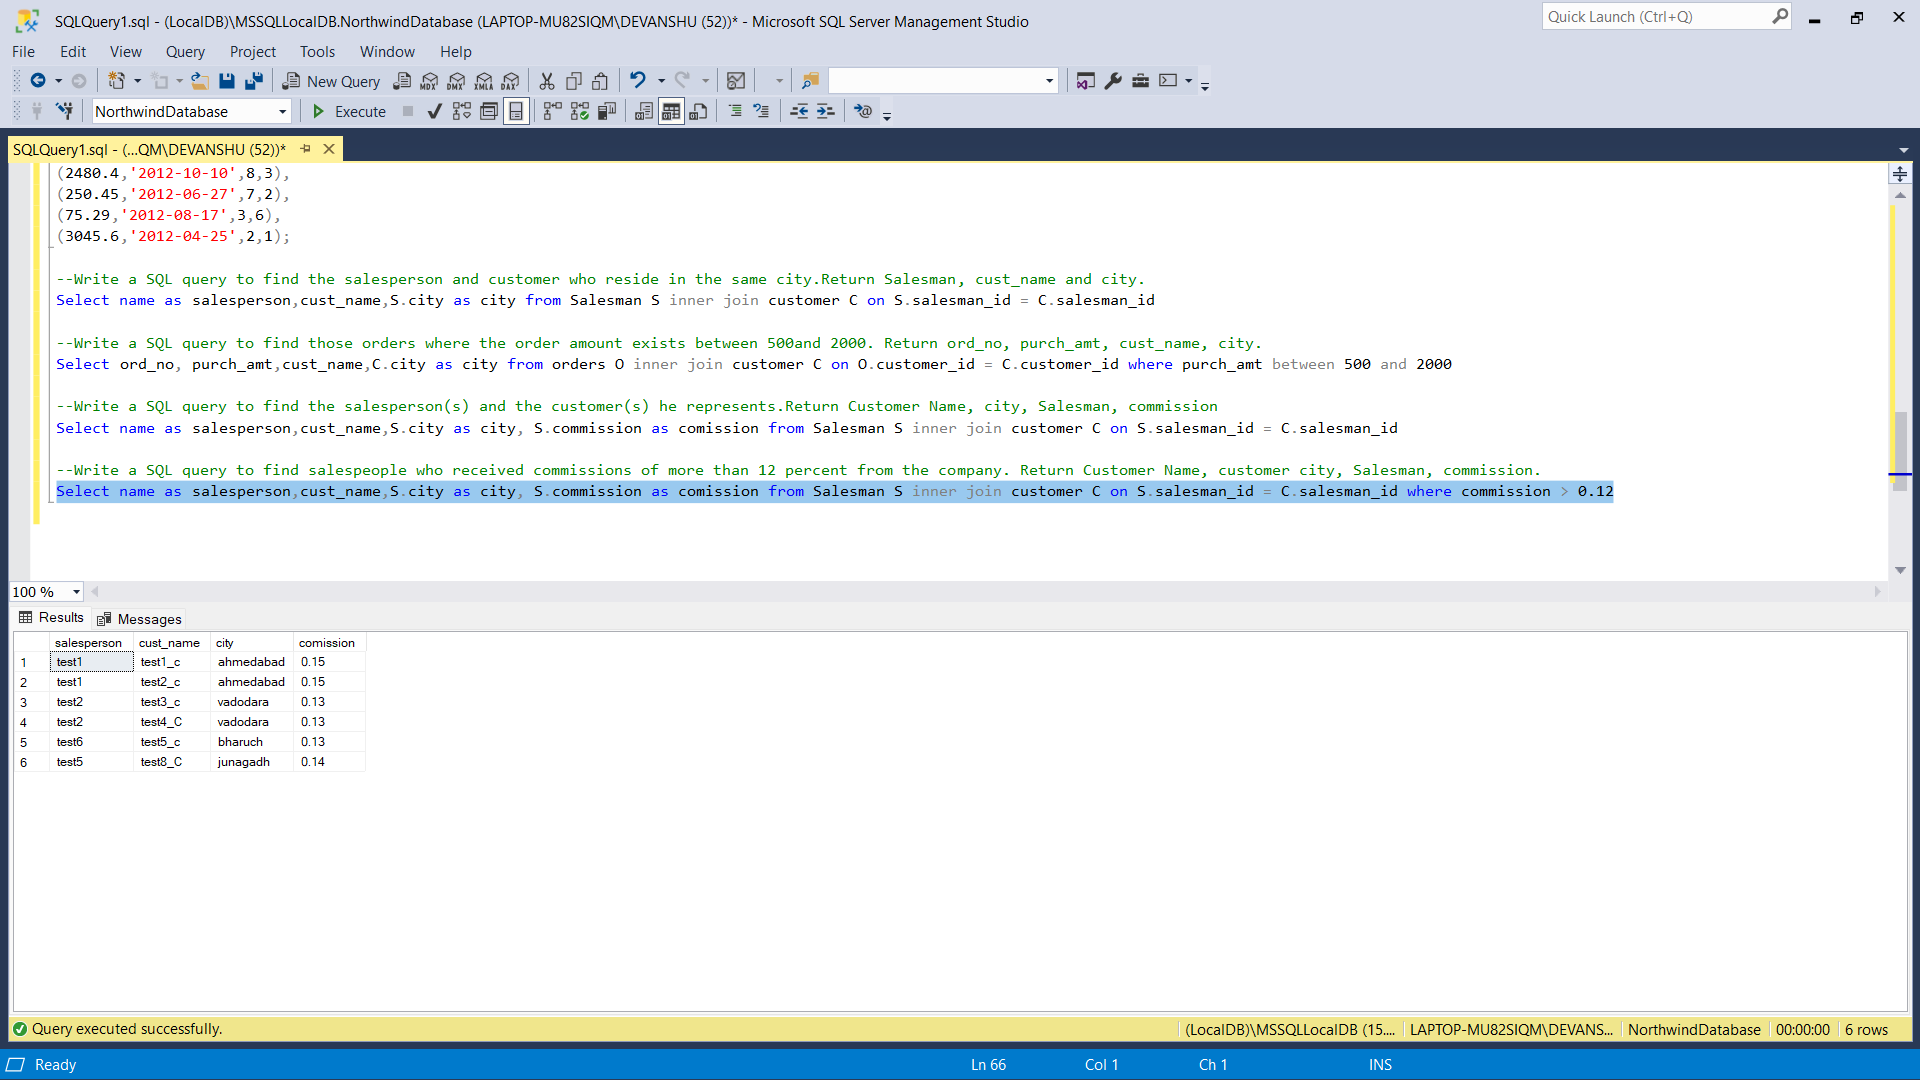 SQLQuery1.sql - (LocalDB)\MSSQLLocalDB.NorthwindDatabase (LAPTOP-MU82SIQM\DEVANSHU (52))* - Microsoft SQL Server Management Studio
Quick Launch (Ctrl+Q)
File Edit View Query Project Tools Window Help
New Query MDX DMX XMLA DAX
NorthwindDatabase Execute
SQLQuery1.sql - (...QM\DEVANSHU (52))*
(2480.4,'2012-10-10',8,3),
(250.45,'2012-06-27',7,2),
(75.29,'2012-08-17',3,6),
(3045.6,'2012-04-25',2,1);
--Write a SQL query to find the salesperson and customer who reside in the same city.Return Salesman, cust_name and city.
Select name as salesperson,cust_name,S.city as city from Salesman S inner join customer C on S.salesman_id = C.salesman_id
--Write a SQL query to find those orders where the order amount exists between 500and 2000. Return ord_no, purch_amt, cust_name, city.
Select ord_no, purch_amt,cust_name,C.city as city from orders O inner join customer C on O.customer_id = C.customer_id where purch_amt between 500 and 2000
--Write a SQL query to find the salesperson(s) and the customer(s) he represents.Return Customer Name, city, Salesman, commission
Select name as salesperson,cust_name,S.city as city, S.commission as comission from Salesman S inner join customer C on S.salesman_id = C.salesman_id
--Write a SQL query to find salespeople who received commissions of more than 12 percent from the company. Return Customer Name, customer city, Salesman, commission.
Select name as salesperson,cust_name,S.city as city, S.commission as comission from Salesman S inner join customer C on S.salesman_id = C.salesman_id where commission > 0.12
100 %
Results Messages
salesperson cust_name city comission
1 test1 test1_c ahmedabad 0.15
2 test1 test2_c ahmedabad 0.15
3 test2 test3_c vadodara 0.13
4 test2 test4_C vadodara 0.13
5 test6 test5_c bharuch 0.13
6 test5 test8_C junagadh 0.14
Query executed successfully. (LocalDB)\MSSQLLocalDB (15.... LAPTOP-MU82SIQM\DEVANS... NorthwindDatabase 00:00:00 6 rows
Ready Ln 66 Col 1 Ch 1 INS